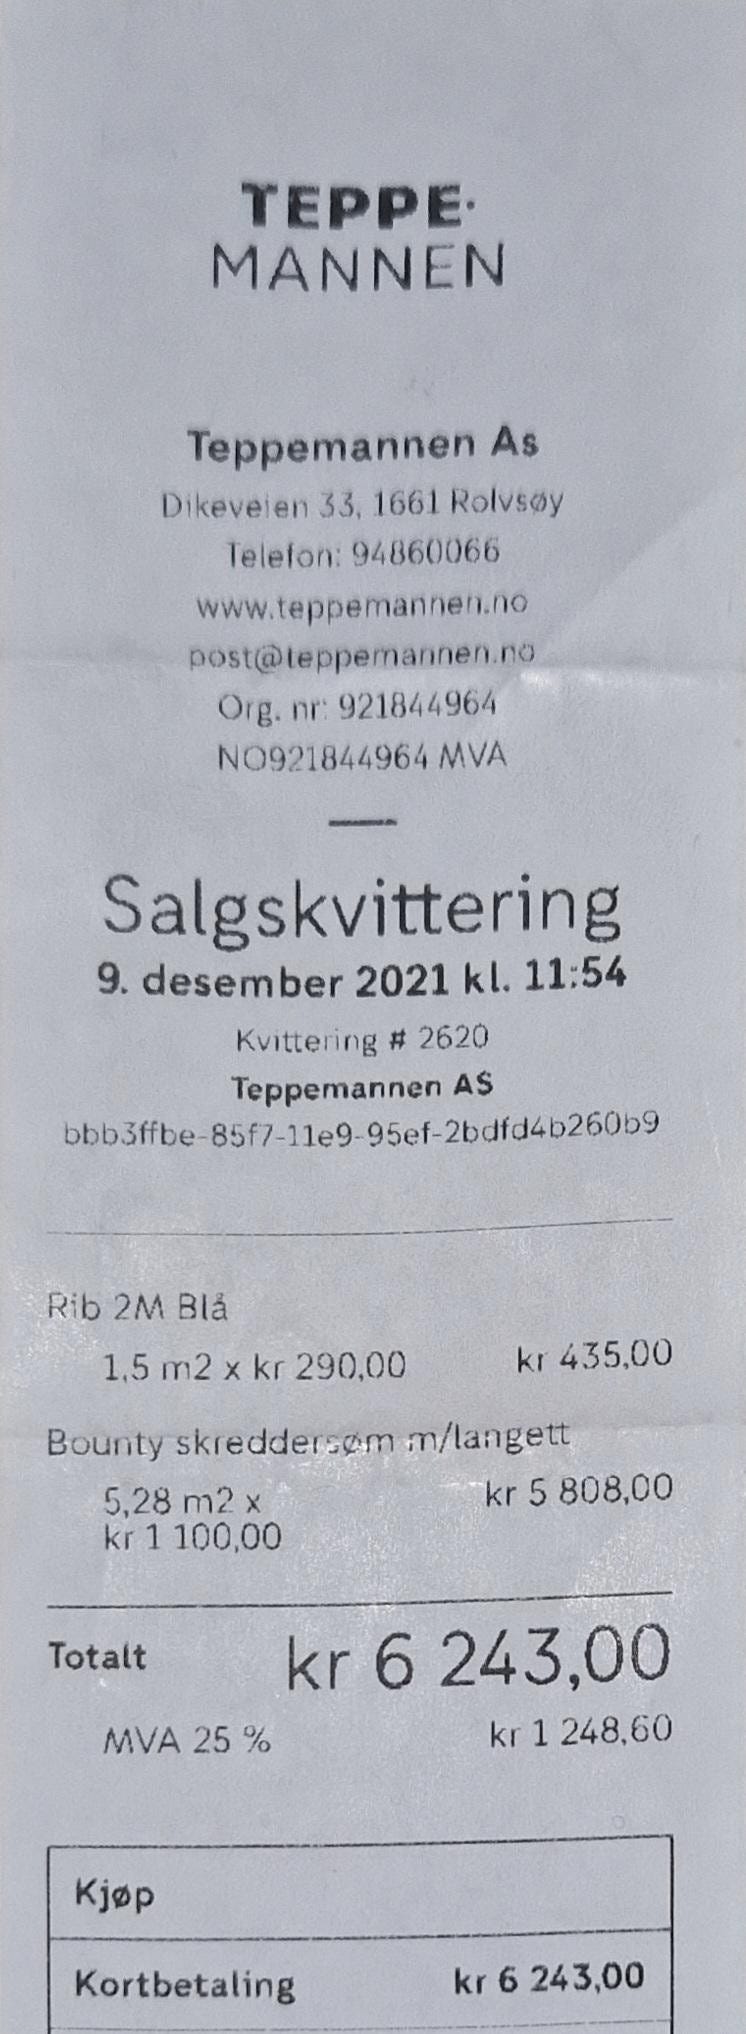 TEPPE·
MANNEN
Teppemannen As
Dikeveien 33, 1661 Rolvsøy
Telefon: 94860066
www.teppemannen.no
post@teppemannen.no
Org. nr: 921844964
NO921844964 MVA
Salgskvittering
9. desember 2021 kl. 11:54
Kvittering # 2620
Teppemannen AS
bbb3ffbe-85f7-11e9-95ef-2bdfd4b260b9
Rib 2M Blå
1,5 m2 x kr 290,00 kr 435,00
Bounty skreddersøm m/langett
5,28 m2 x kr 5 808,00
kr 1 100,00
Totalt kr 6 243,00
MVA 25 % kr 1 248,60
Kjøp
Kortbetaling kr 6 243,00